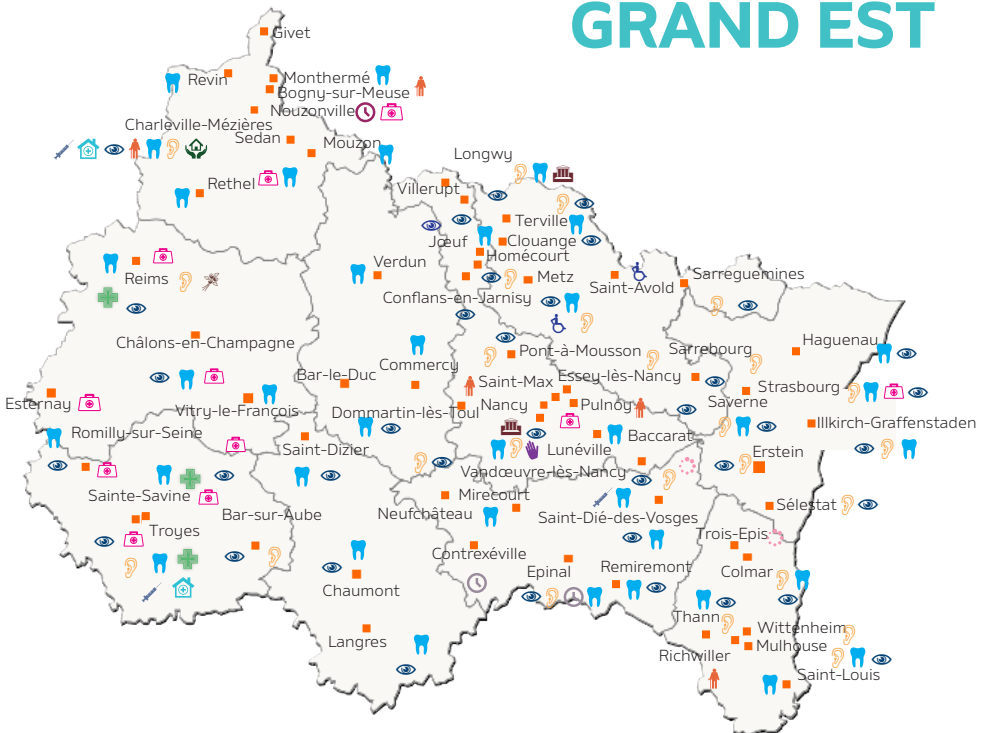 GRAND EST
Givet
Revin
Monthermé
Bogny-sur-Meuse
Nouzonville
Charleville-Mézières
Sedan
Mouzon
Longwy
Rethel
Villerupt
Terville
Jœuf
Clouange
Homécourt
Verdun
Reims
Metz
Saint-Avold
Sarreguemines
Conflans-en-Jarnisy
Châlons-en-Champagne
Haguenau
Pont-à-Mousson
Sarrebourg
Commercy
Bar-le-Duc
Essey-lès-Nancy
Saint-Max
Strasbourg
Esternay
Saverne
Vitry-le-François
Dommartin-lès-Toul
Nancy
Pulnoy
Illkirch-Graffenstaden
Romilly-sur-Seine
Baccarat
Saint-Dizier
Lunéville
Erstein
Vandœuvre-lès-Nancy
Sainte-Savine
Mirecourt
Sélestat
Bar-sur-Aube
Neufchâteau
Saint-Dié-des-Vosges
Troyes
Trois-Epis
Contrexéville
Epinal
Remiremont
Colmar
Chaumont
Thann
Wittenheim
Langres
Mulhouse
Richwiller
Saint-Louis